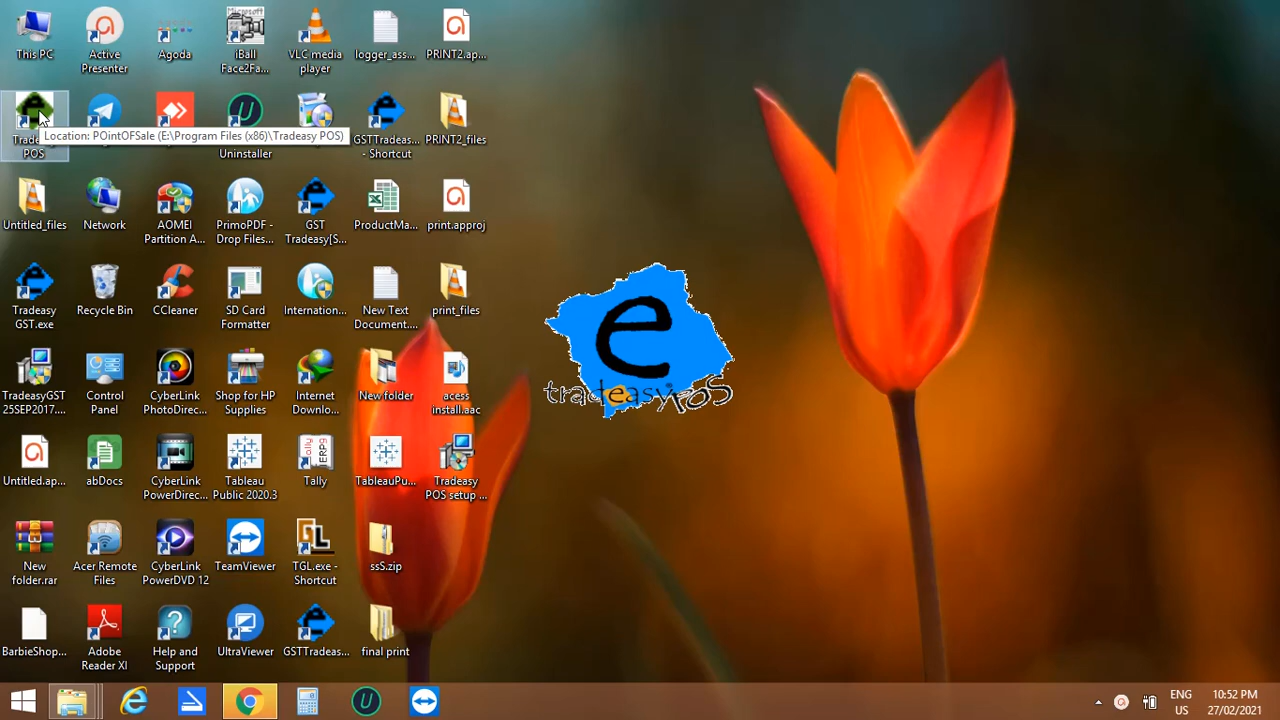 This PC
Active
Presenter
Agoda
iBall
Face2Fa...
VLC media
player
logger_ass...
PRINT2.ap...
POS
Location: POintOFSale (E:\Program Files (x86)\Tradeasy POS)
Uninstaller
GSTTradeas...
- Shortcut
PRINT2_files
Untitled_files
Network
AOMEI
Partition A...
PrimoPDF -
Drop Files...
GST
Tradeasy[S...
ProductMa...
print.approj
Tradeasy
GST.exe
Recycle Bin
CCleaner
SD Card
Formatter
Internation...
New Text
Document....
print_files
e
tradeasyPOS
TradeasyGST
25SEP2017....
Control
Panel
CyberLink
PhotoDirec...
Shop for HP
Supplies
Internet
Downlo...
New folder
acess
install.aac
Untitled.ap...
abDocs
CyberLink
PowerDirec...
Tableau
Public 2020.3
Tally
TableauPu...
Tradeasy
POS setup ...
New
folder.rar
Acer Remote
Files
CyberLink
PowerDVD 12
TeamViewer
TGL.exe -
Shortcut
ssS.zip
BarbieShop...
Adobe
Reader XI
Help and
Support
UltraViewer
GSTTradeas...
final print
ENG
US
10:52 PM
27/02/2021